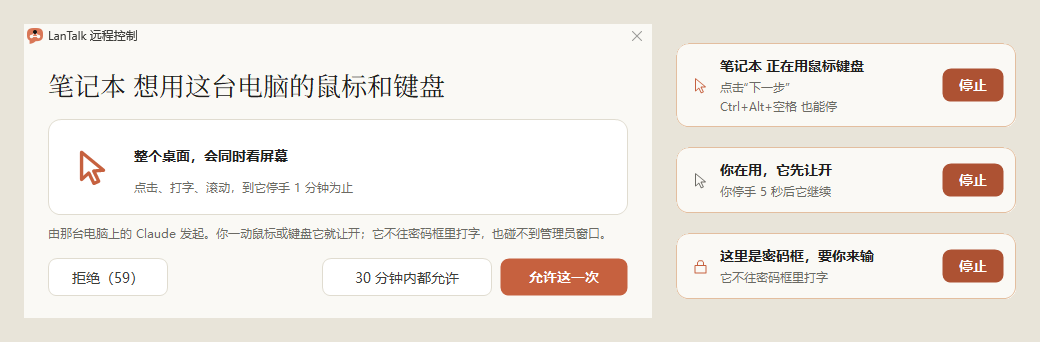 LanTalk 远程控制
笔记本 想用这台电脑的鼠标和键盘
整个桌面，会同时看屏幕
点击、打字、滚动，到它停手 1 分钟为止
由那台电脑上的 Claude 发起。你一动鼠标或键盘它就让开；它不往密码框里打字，也碰不到管理员窗口。
拒绝（59）
30 分钟内都允许
允许这一次
笔记本 正在用鼠标键盘
点击“下一步”
Ctrl+Alt+空格 也能停
停止
你在用，它先让开
你停手 5 秒后它继续
停止
这里是密码框，要你来输
它不往密码框里打字
停止